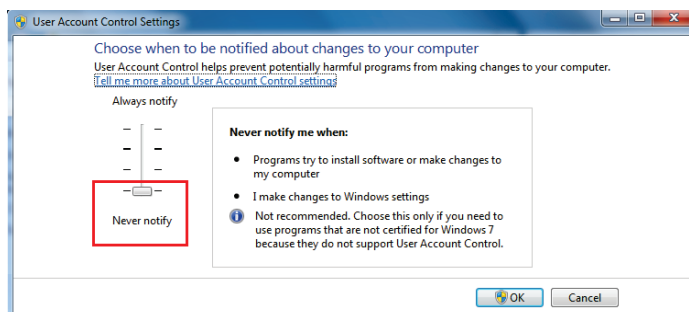 User Account Control Settings
Choose when to be notified about changes to your computer
User Account Control helps prevent potentially harmful programs from making changes to your computer.
Tell me more about User Account Control settings
Always notify
Never notify me when:
Programs try to install software or make changes to
my computer
I make changes to Windows settings
Not recommended. Choose this only if you need to
use programs that are not certified for Windows 7
because they do not support User Account Control.
Never notify
OK
Cancel